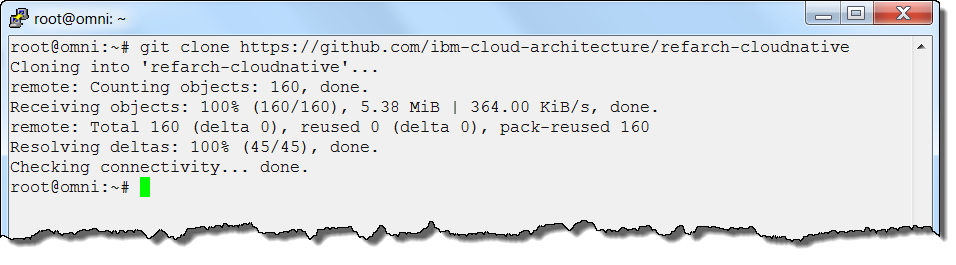 root@omni: ~
root@omni:~# git clone https://github.com/ibm-cloud-architecture/refarch-cloudnative
Cloning into 'refarch-cloudnative'...
remote: Counting objects: 160, done.
Receiving objects: 100% (160/160), 5.38 MiB | 364.00 KiB/s, done.
remote: Total 160 (delta 0), reused 0 (delta 0), pack-reused 160
Resolving deltas: 100% (45/45), done.
Checking connectivity... done.
root@omni:~#